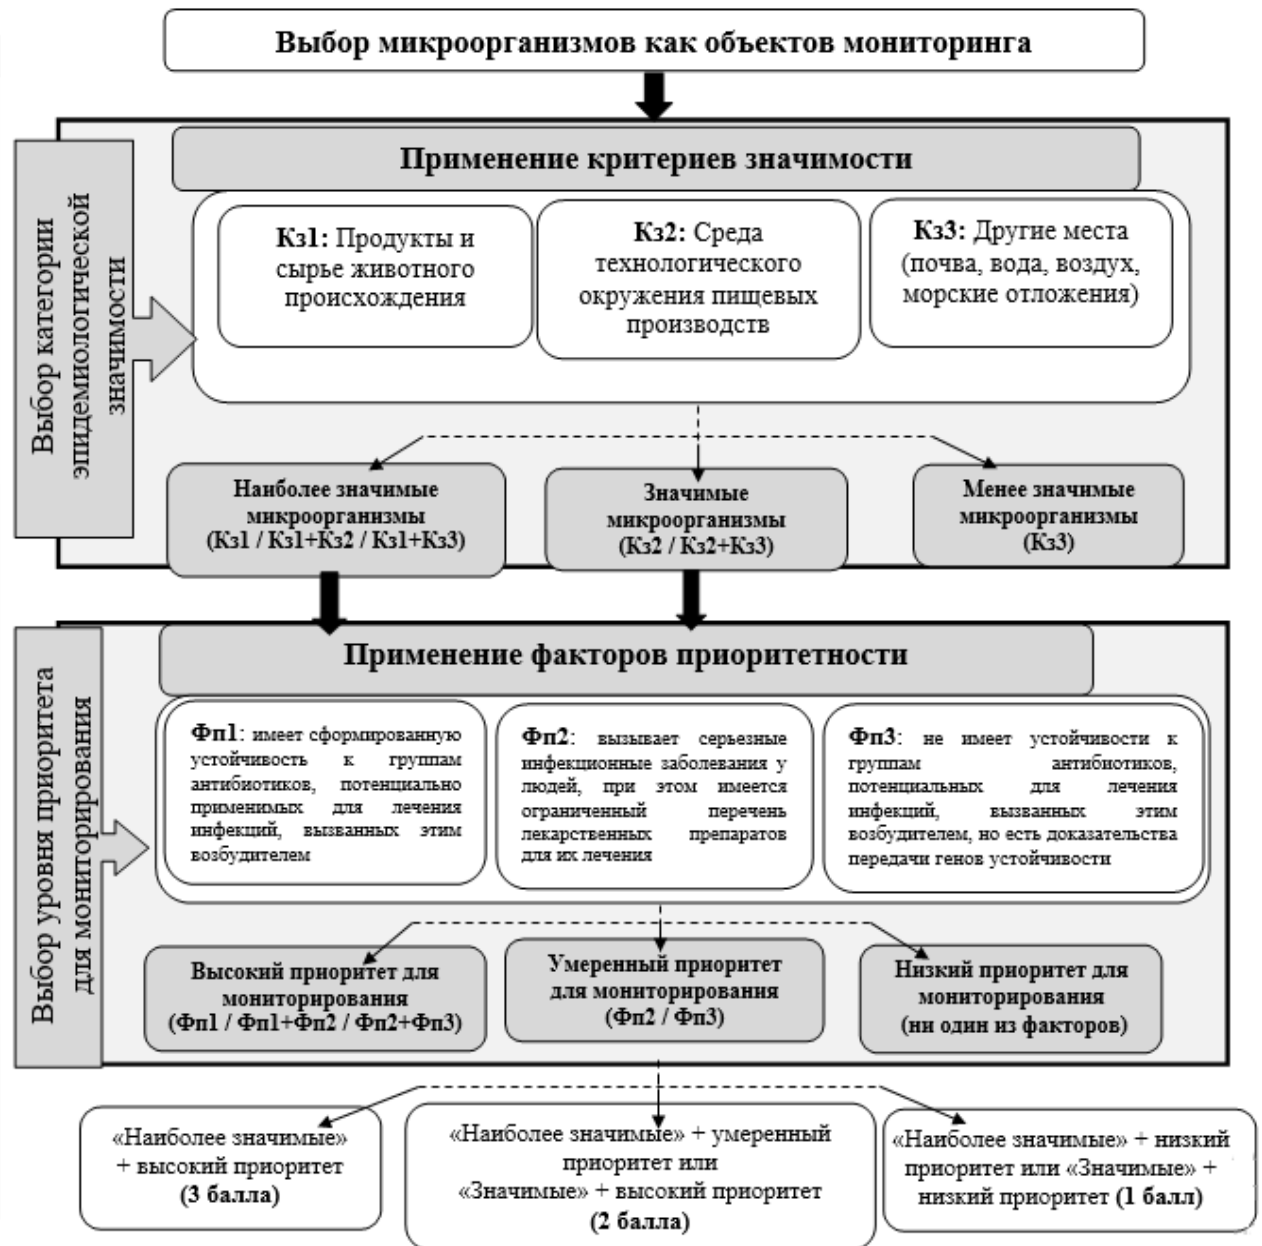 Выбор микроорганизмов как объектов мониторинга
Выбор категории
эпидемиологической
значимости
Применение критериев значимости
Кз1: Продукты и
сырье животного
происхождения
Кз2: Среда
технологического
окружения пищевых
производств
Кз3: Другие места
(почва, вода, воздух,
морские отложения)
Наиболее значимые
микроорганизмы
(Кз1 / Кз1+Кз2 / Кз1+Кз3)
Значимые
микроорганизмы
(Кз2 / Кз2+Кз3)
Менее значимые
микроорганизмы
(Кз3)
Выбор уровня приоритета
для мониторирования
Применение факторов приоритетности
Фп1: имеет сформированную
устойчивость к группам
антибиотиков, потенциально
применимых для лечения
инфекций, вызванных этим
возбудителем
Фп2: вызывает серьезные
инфекционные заболевания у
людей, при этом имеется
ограниченный перечень
лекарственных препаратов
для их лечения
Фп3: не имеет устойчивости к
группам антибиотиков,
потенциальных для лечения
инфекций, вызванных этим
возбудителем, но есть доказательства
передачи генов устойчивости
Высокий приоритет для
мониторирования
(Фп1 / Фп1+Фп2 / Фп2+Фп3)
Умеренный приоритет
для мониторирования
(Фп2 / Фп3)
Низкий приоритет для
мониторирования
(ни один из факторов)
«Наиболее значимые»
+ высокий приоритет
(3 балла)
«Наиболее значимые» + умеренный
приоритет или
«Значимые» + высокий приоритет
(2 балла)
«Наиболее значимые» + низкий
приоритет или «Значимые» +
низкий приоритет (1 балл)